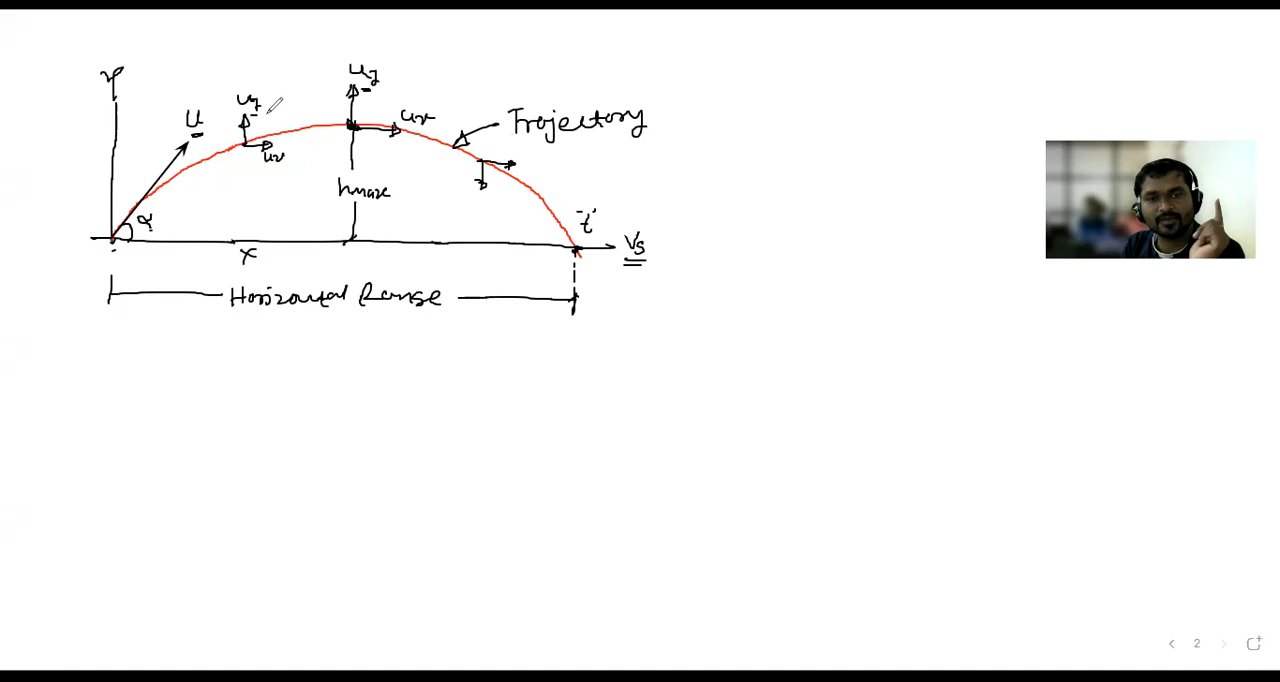 y
u
uy
ux
uy
ux
Trajectory
hmax
α
't'
x
Vs
Horizontal Range
2